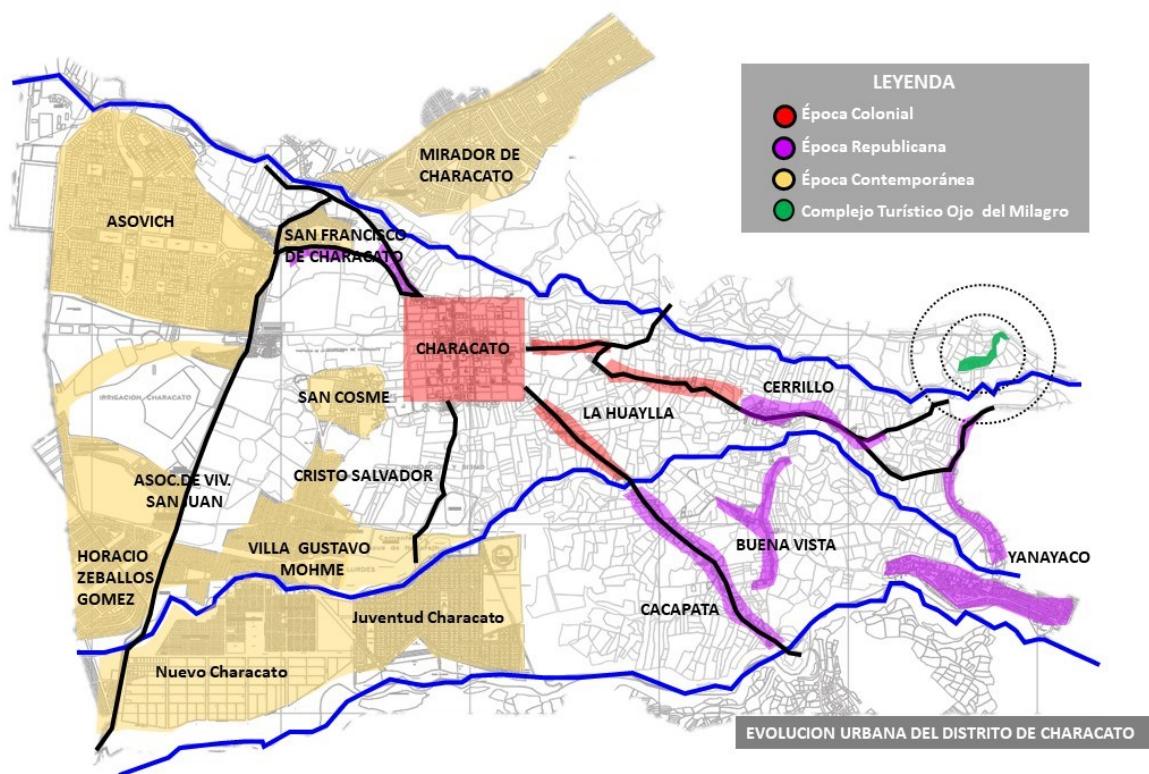 LEYENDA
Época Colonial
Época Republicana
Época Contemporánea
Complejo Turístico Ojo del Milagro
MIRADOR DE
CHARACATO
ASOVICH
SAN FRANCISCO
DE CHARACATO
CHARACATO
CERRILLO
SAN COSME
LA HUAYLLA
IRRIGACION CHARACATO
CRISTO SALVADOR
ASOC.DE VIV.
SAN JUAN
VILLA GUSTAVO
MOHME
LURDES
BUENA VISTA
YANAYACO
HORACIO
ZEBALLOS
GOMEZ
CACAPATA
Juventud Characato
Nuevo Characato
EVOLUCION URBANA DEL DISTRITO DE CHARACATO